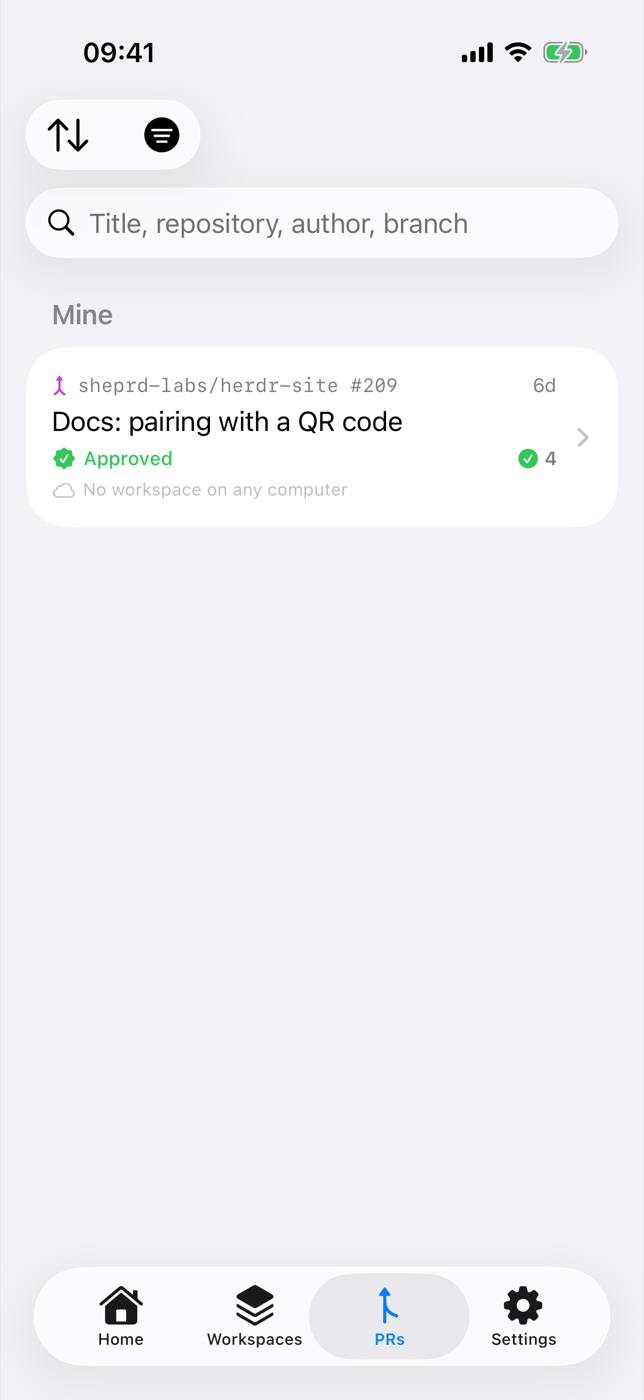 09:41
Title, repository, author, branch
Mine
sheprd-labs/herdr-site #209
6d
Docs: pairing with a QR code
Approved
4
No workspace on any computer
Home
Workspaces
PRs
Settings